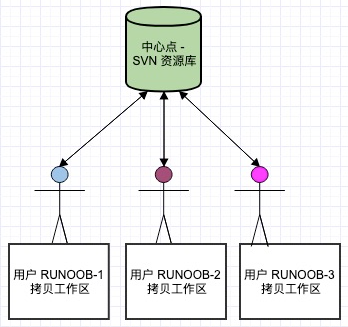 中心点 -
SVN 资源库
用户 RUNOOB-1
拷贝工作区
用户 RUNOOB-2
拷贝工作区
用户 RUNOOB-3
拷贝工作区